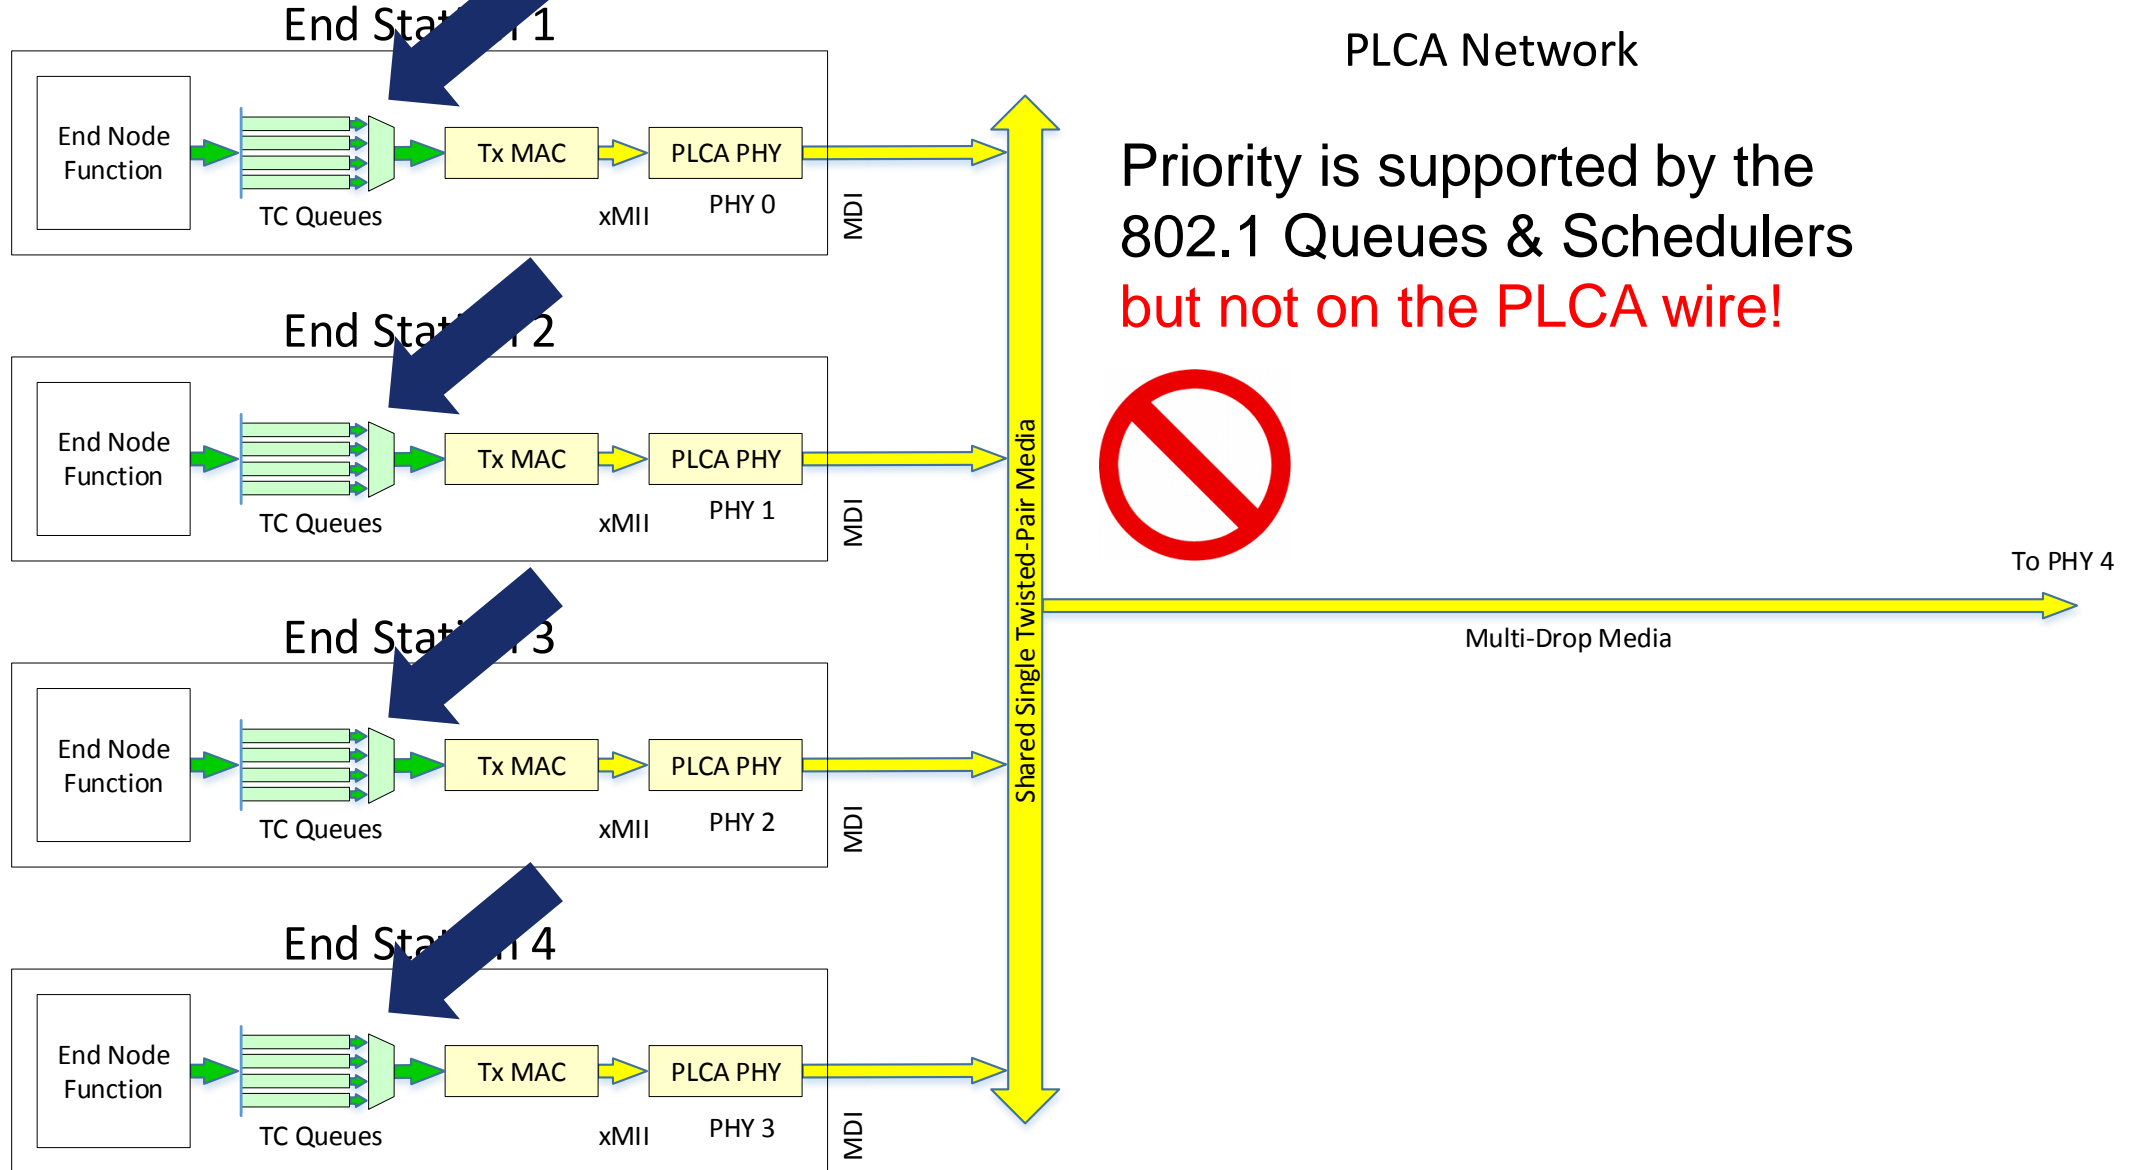 End Sta 1
PLCA Network
Priority is supported by the
802.1 Queues & Schedulers
but not on the PLCA wire!
End Node
Function
TC Queues
Tx MAC
xMII
PLCA PHY
PHY 0
MDI
End Sta 2
End Node
Function
TC Queues
Tx MAC
xMII
PLCA PHY
PHY 1
MDI
Shared Single Twisted-Pair Media
To PHY 4
Multi-Drop Media
End Stati 3
End Node
Function
TC Queues
Tx MAC
xMII
PLCA PHY
PHY 2
MDI
End Sta n 4
End Node
Function
TC Queues
Tx MAC
xMII
PLCA PHY
PHY 3
MDI